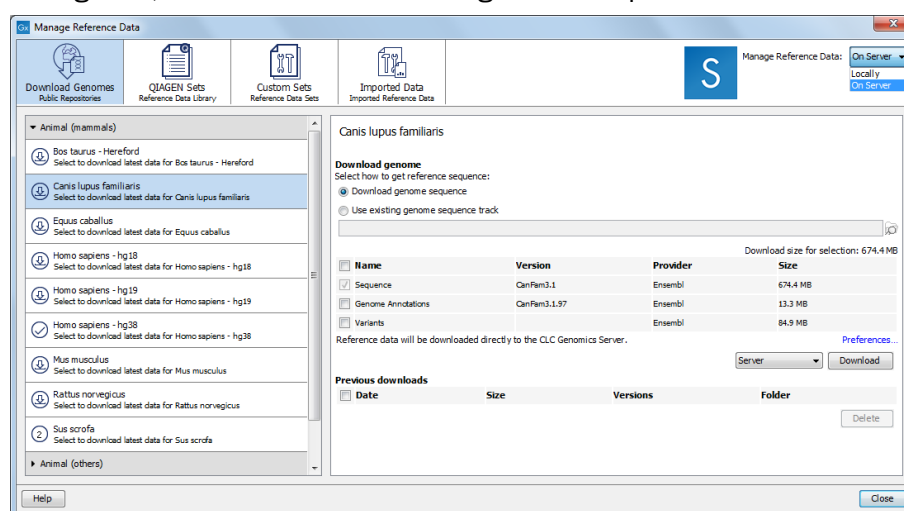 Manage Reference Data
Download Genomes
Public Repositories
QIAGEN Sets
Reference Data Library
Custom Sets
Reference Data Sets
Imported Data
Imported Reference Data
S
Manage Reference Data:
On Server
Locally
On Server
Animal (mammals)
Bos taurus - Hereford
Select to download latest data for Bos taurus - Hereford
Canis lupus familiaris
Select to download latest data for Canis lupus familiaris
Equus caballus
Select to download latest data for Equus caballus
Homo sapiens - hg18
Select to download latest data for Homo sapiens - hg18
Homo sapiens - hg19
Select to download latest data for Homo sapiens - hg19
Homo sapiens - hg38
Select to download latest data for Homo sapiens - hg38
Mus musculus
Select to download latest data for Mus musculus
Rattus norvegicus
Select to download latest data for Rattus norvegicus
2
Sus scrofa
Select to download latest data for Sus scrofa
Animal (others)
Canis lupus familiaris
Download genome
Select how to get reference sequence:
Download genome sequence
Use existing genome sequence track
Download size for selection: 674.4 MB
Name Version Provider Size
Sequence CanFam3.1 Ensembl 674.4 MB
Genome Annotations CanFam3.1.97 Ensembl 13.3 MB
Variants Ensembl 84.9 MB
Reference data will be downloaded directly to the CLC Genomics Server.
Preferences...
Server
Download
Previous downloads
Date Size Versions Folder
Delete
Help
Close